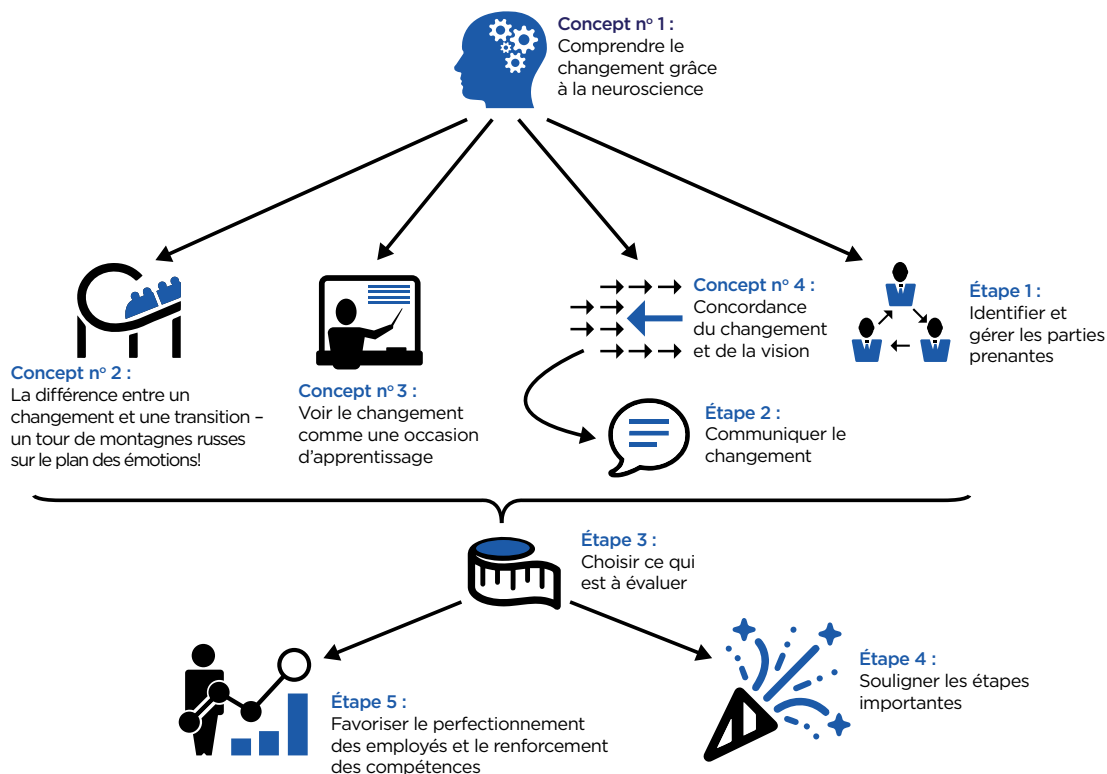 Concept nº 1 :
Comprendre le
changement grâce
à la neuroscience
Concept nº 2 :
La différence entre un
changement et une transition –
un tour de montagnes russes
sur le plan des émotions!
Concept nº 3 :
Voir le changement
comme une occasion
d'apprentissage
Concept nº 4 :
Concordance
du changement
et de la vision
Étape 1 :
Identifier et
gérer les parties
prenantes
Étape 2 :
Communiquer le
changement
Étape 3 :
Choisir ce qui
est à évaluer
Étape 5 :
Favoriser le perfectionnement
des employés et le renforcement
des compétences
Étape 4 :
Souligner les étapes
importantes